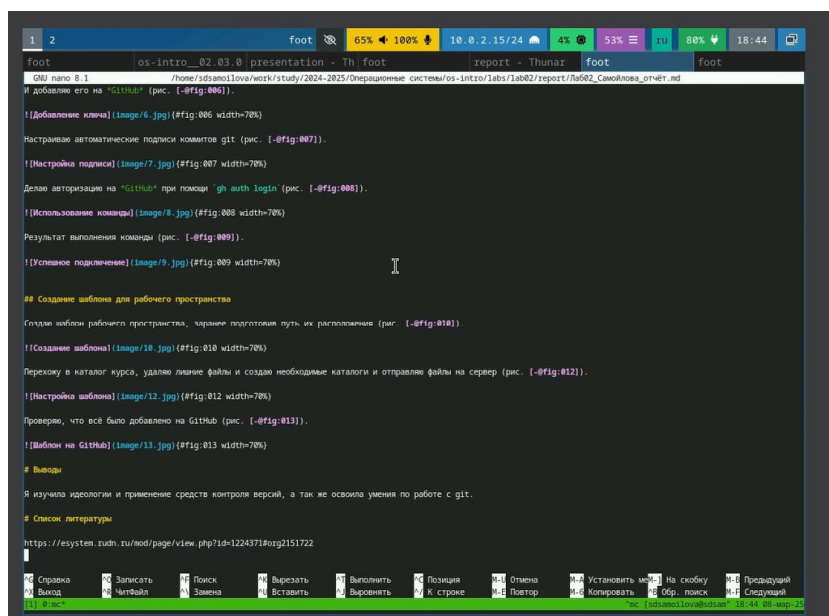 1 2 foot 65% 100% 10.0.2.15/24 4% 53% ru 80% 18:44
foot os-intro__02.03.0 presentation - Th foot report - Thunar foot foot
GNU nano 8.1 /home/sdsamoilova/work/study/2024-2025/Операционные системы/os-intro/labs/lab02/report/Лаб02_Самойлова_отчёт.md
И добавляю его на *GitHub* (рис. [-@fig:006]).
![Добавление ключа](image/6.jpg){#fig:006 width=70%}
Настраиваю автоматические подписи коммитов git (рис. [-@fig:007]).
![Настройка подписи](image/7.jpg){#fig:007 width=70%}
Делаю авторизацию на *GitHub* при помощи `gh auth login`(рис. [-@fig:008]).
![Использование команды](image/8.jpg){#fig:008 width=70%}
Результат выполнения команды (рис. [-@fig:009]).
![Успешное подключение](image/9.jpg){#fig:009 width=70%}
## Создание шаблона для рабочего пространства
Создаю шаблон рабочего пространства, заранее подготовив путь их расположения (рис. [-@fig:010])
![Создание шаблона](image/10.jpg){#fig:010 width=70%}
Перехожу в каталог курса, удаляю лишние файлы и создаю необходимые каталоги и отправляю файлы на сервер (рис. [-@fig:012]).
![Настройка шаблона](image/12.jpg){#fig:012 width=70%}
Проверяю, что всё было добавлено на GitHub (рис. [-@fig:013]).
![Шаблон на GitHub](image/13.jpg){#fig:013 width=70%}
# Выводы
Я изучила идеологии и применение средств контроля версий, а так же освоила умения по работе с git.
# Список литературы
https://esystem.rudn.ru/mod/page/view.php?id=1224371#org2151722
^G Справка ^O Записать ^F Поиск ^K Вырезать ^T Выполнить ^C Позиция M-U Отмена M-A Установить ме M-] На скобку M-B Предыдущий
^X Выход ^R ЧитФайл ^\ Замена ^U Вставить ^J Выровнять ^/ К строке M-E Повтор M-6 Копировать ^B Обр. поиск M-F Следующий
[1] 0:mc* "mc [sdsamoilova@sdsam" 18:44 08-мар-25